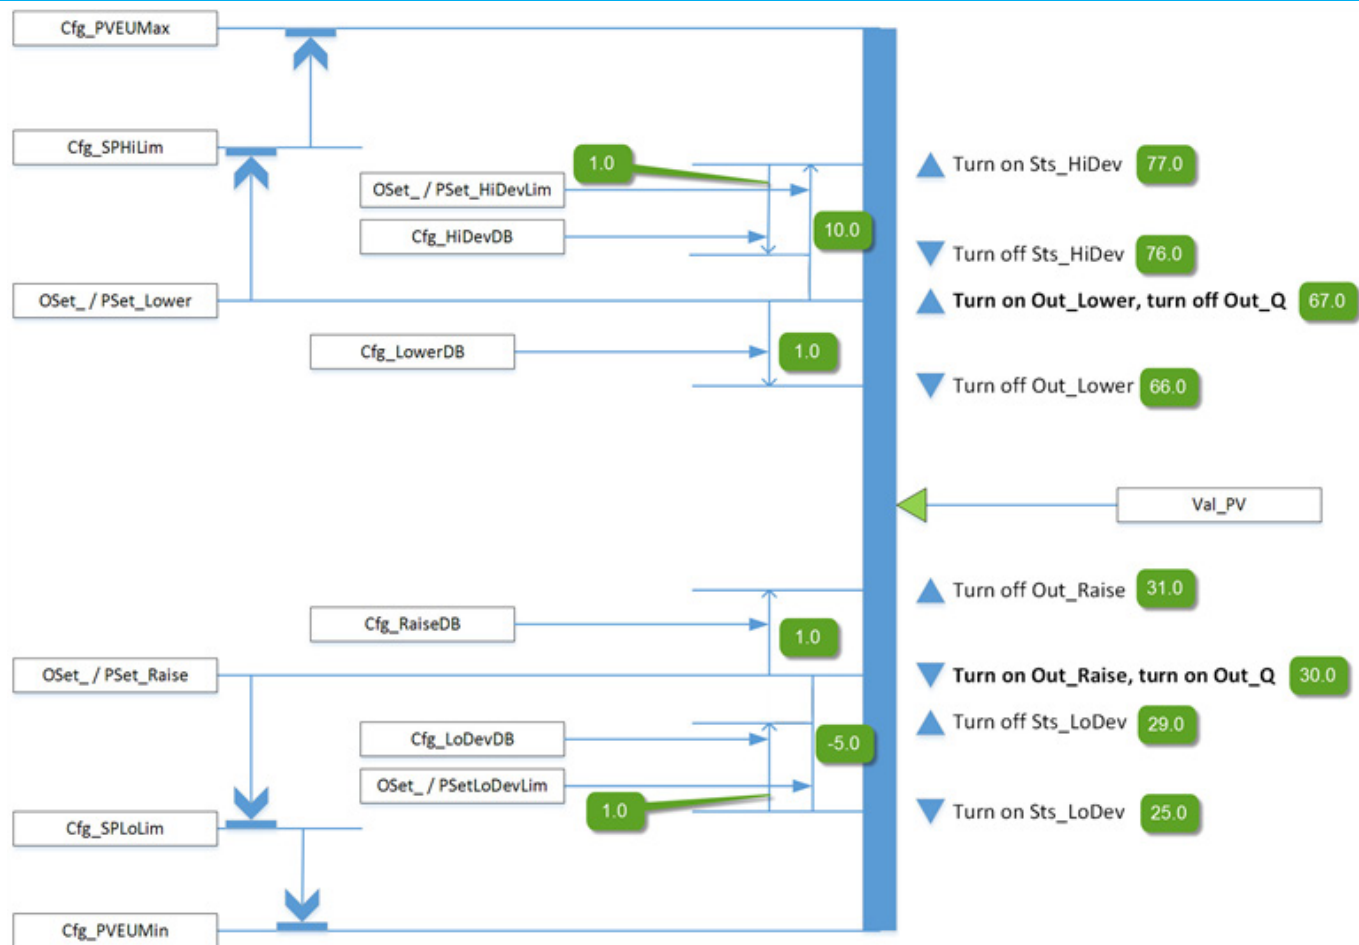 Cfg_PVEUMax
Cfg_SPHiLim
1.0
Turn on Sts_HiDev 77.0
OSet_ / PSet_HiDevLim
Cfg_HiDevDB
10.0
Turn off Sts_HiDev 76.0
OSet_ / PSet_Lower
Turn on Out_Lower, turn off Out_Q 67.0
Cfg_LowerDB
1.0
Turn off Out_Lower 66.0
Val_PV
Turn off Out_Raise 31.0
Cfg_RaiseDB
1.0
OSet_ / PSet_Raise
Turn on Out_Raise, turn on Out_Q 30.0
Turn off Sts_LoDev 29.0
Cfg_LoDevDB
-5.0
OSet_ / PSetLoDevLim
1.0
Turn on Sts_LoDev 25.0
Cfg_SPLoLim
Cfg_PVEUMin